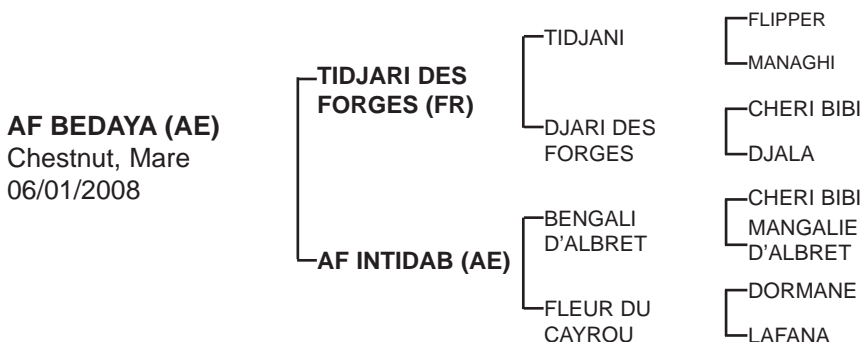 AF BEDAYA (AE)
Chestnut, Mare
06/01/2008
TIDJARI DES
FORGES (FR)
AF INTIDAB (AE)
TIDJANI
DJARI DES
FORGES
BENGALI
D'ALBRET
FLEUR DU
CAYROU
FLIPPER
MANAGHI
CHERI BIBI
DJALA
CHERI BIBI
MANGALIE
D'ALBRET
DORMANE
LAFANA